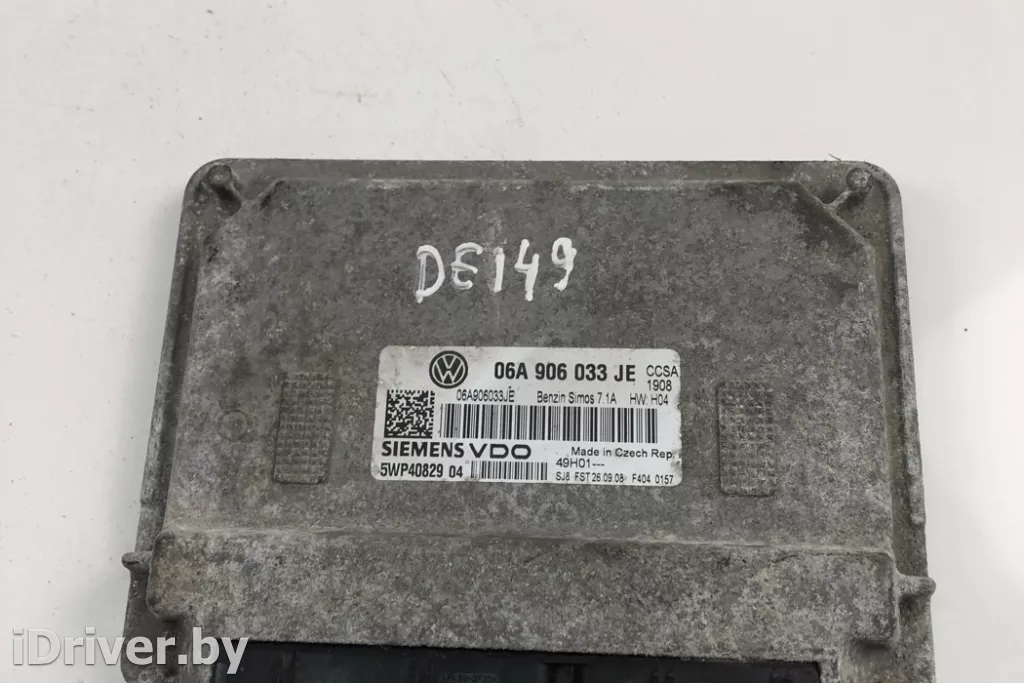 DE149
06A 906 033 JE CCSA
1908
06A906033JE Benzin Simos 7.1A HW: H04
SIEMENS VDO Made in Czech Rep.
5WP40829 04 49H01---
SJ8 FST 26.09.08 F404 0157
iDriver.by